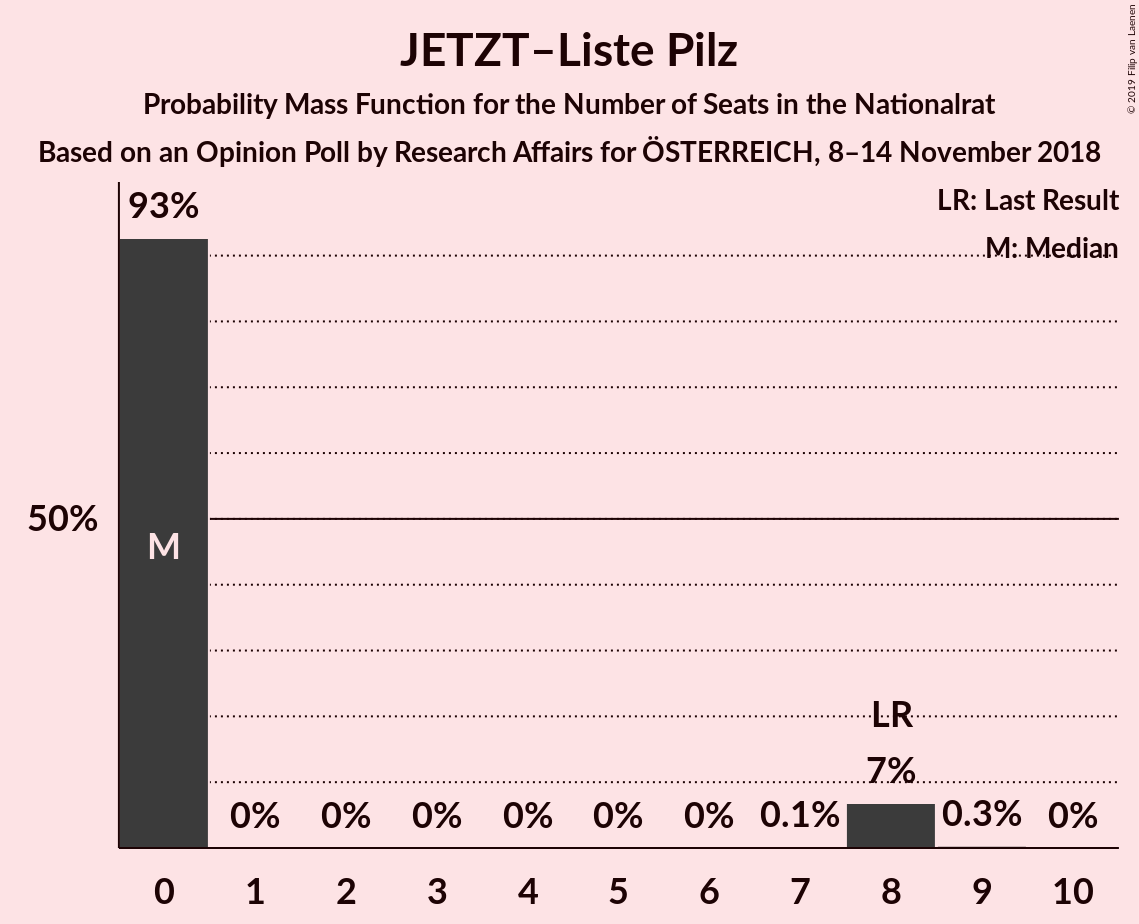 JETZT–Liste Pilz
Probability Mass Function for the Number of Seats in the Nationalrat
Based on an Opinion Poll by Research Affairs for ÖSTERREICH, 8–14 November 2018
© 2019 Filip van Laenen
LR: Last Result
M: Median
93%
50%
M
LR
7%
0% 0% 0% 0% 0% 0% 0.1% 0.3% 0%
0 1 2 3 4 5 6 7 8 9 10